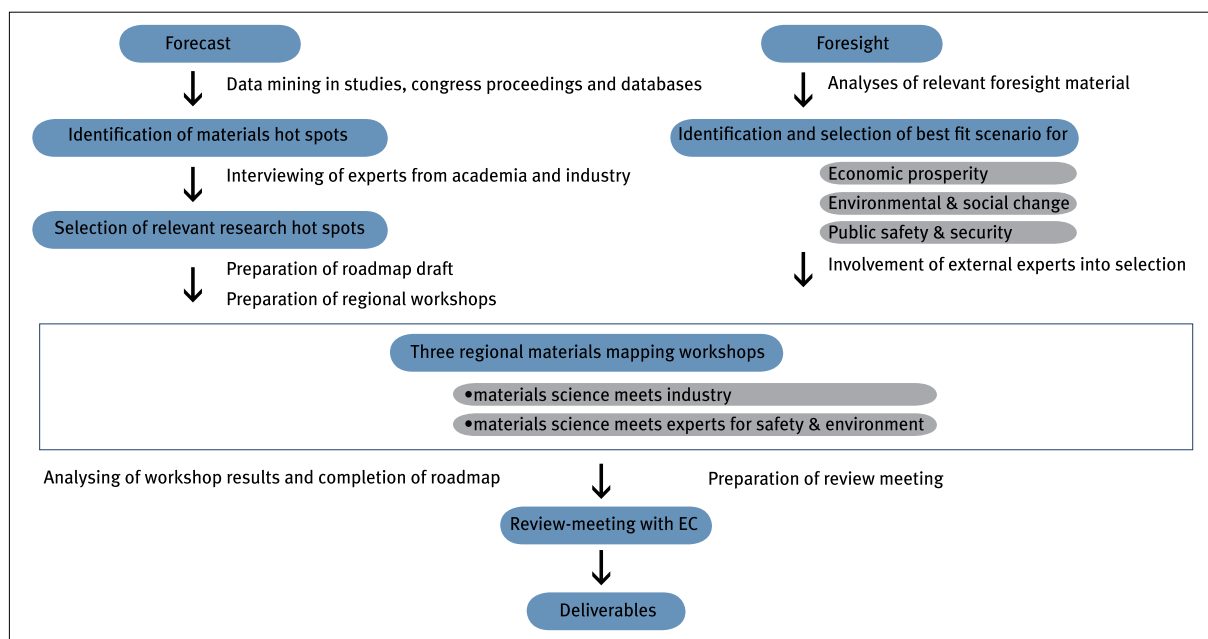 Forecast
Data mining in studies, congress proceedings and databases
Identification of materials hot spots
Interviewing of experts from academia and industry
Selection of relevant research hot spots
Preparation of roadmap draft
Preparation of regional workshops
Foresight
Analyses of relevant foresight material
Identification and selection of best fit scenario for
Economic prosperity
Environmental & social change
Public safety & security
Involvement of external experts into selection
Three regional materials mapping workshops
•materials science meets industry
•materials science meets experts for safety & environment
Analysing of workshop results and completion of roadmap
Preparation of review meeting
Review-meeting with EC
Deliverables